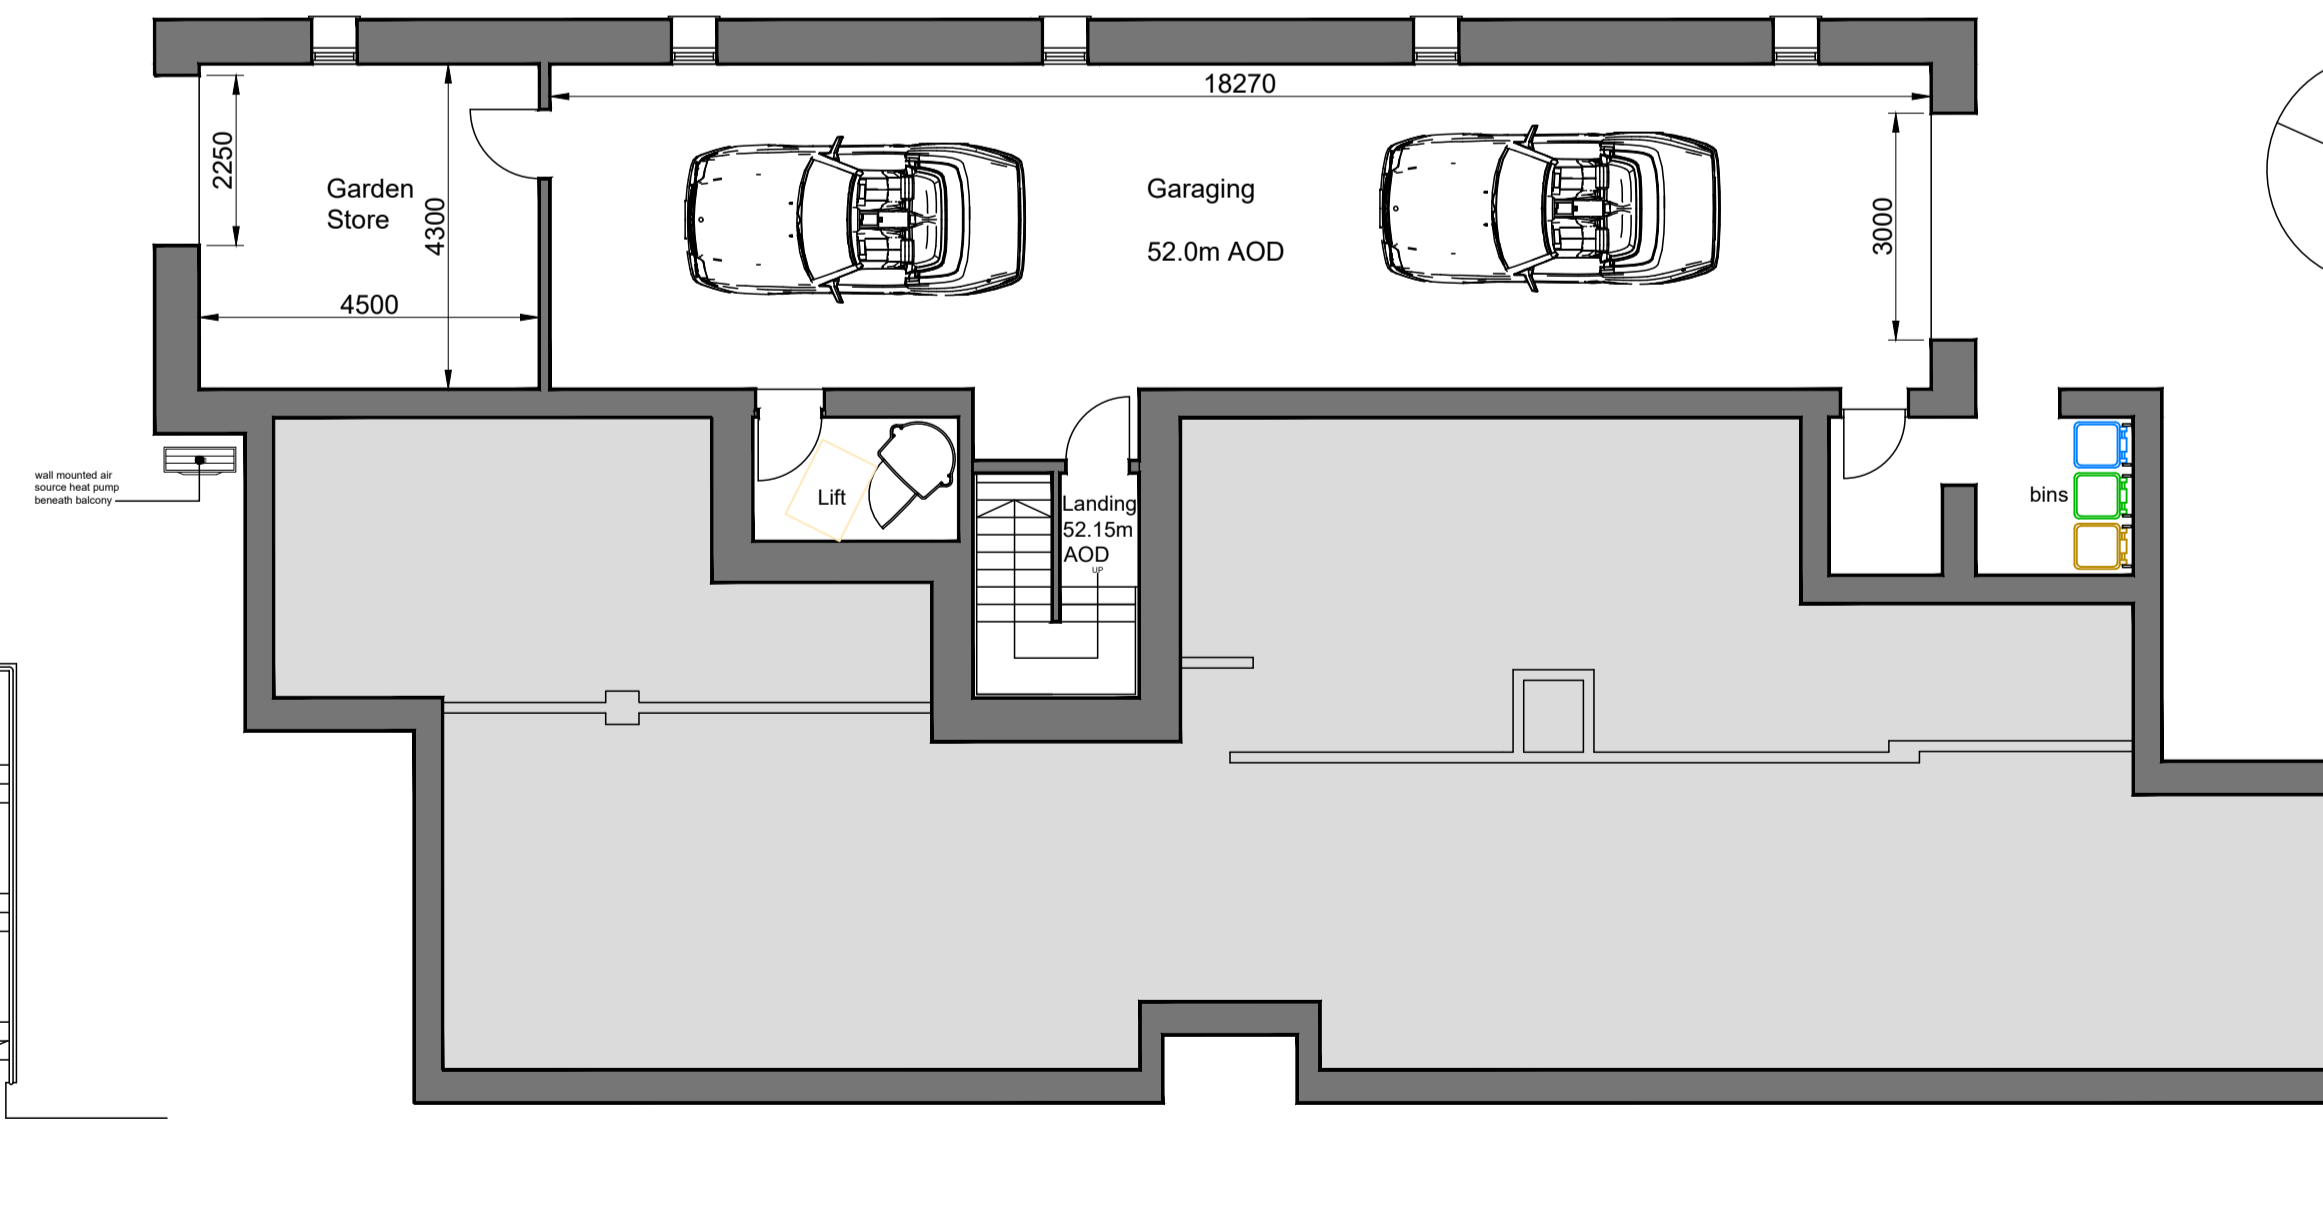 18270
2250
Garden
Store
4300
4500
Garaging
52.0m AOD
3000
wall mounted air
source heat pump
beneath balcony
Lift
Landing
52.15m
AOD
UP
bins